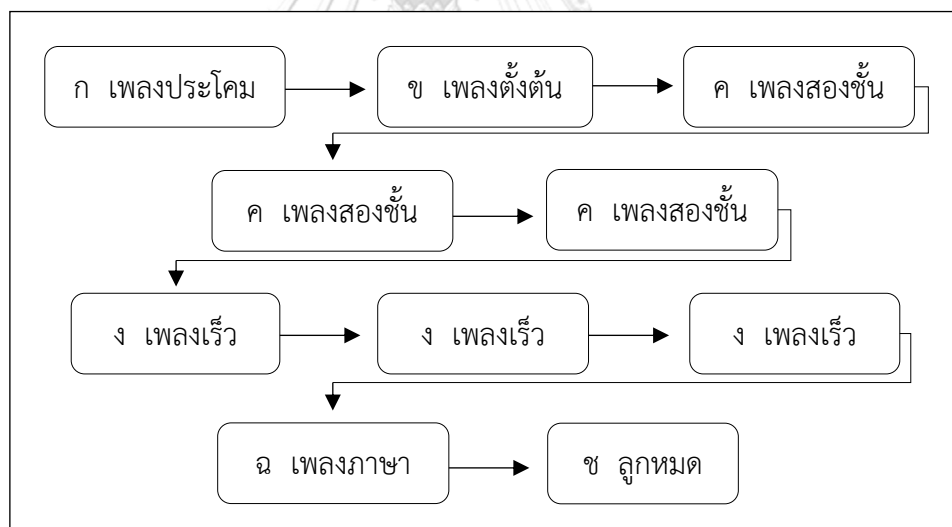 ก เพลงประโคม
ข เพลงตั้งต้น
ค เพลงสองชั้น
ค เพลงสองชั้น
ค เพลงสองชั้น
ง เพลงเร็ว
ง เพลงเร็ว
ง เพลงเร็ว
ฉ เพลงภาษา
ช ลูกหมด